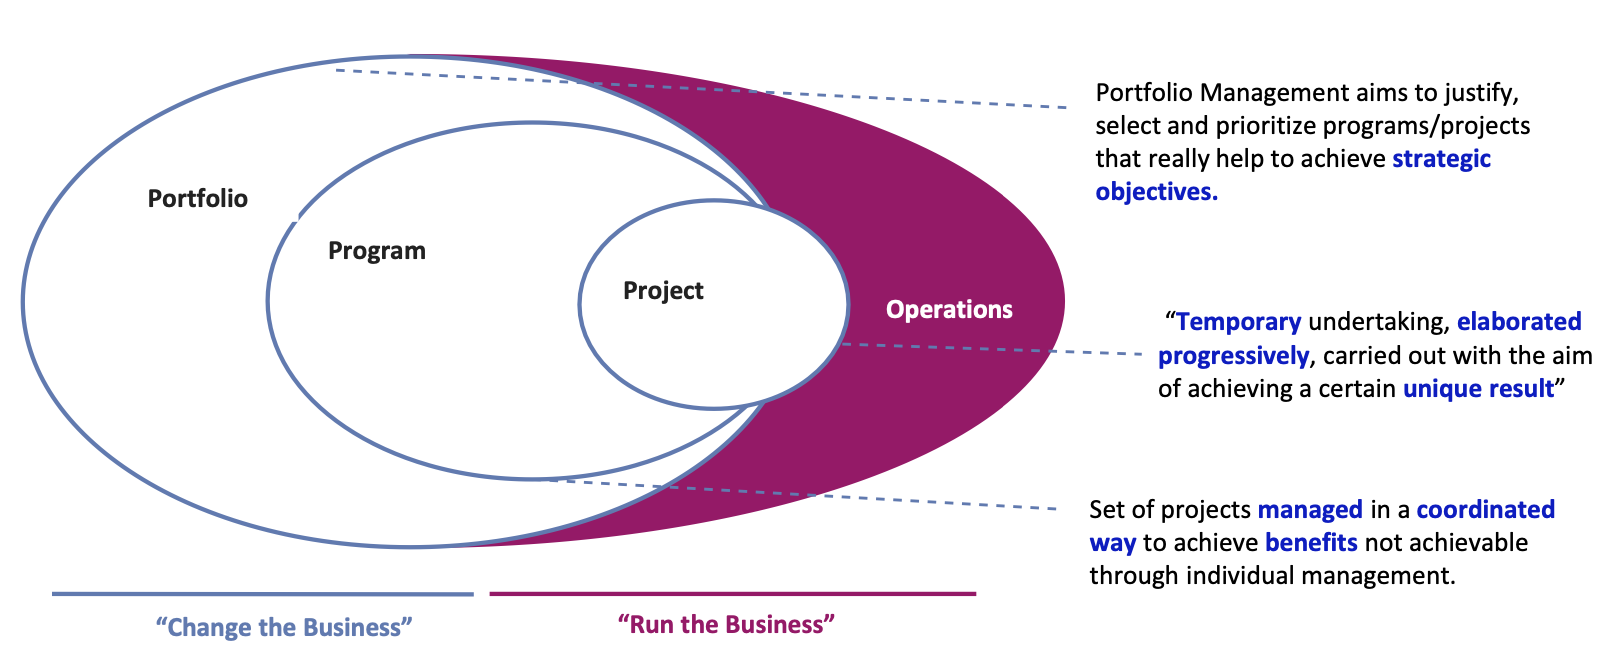 Portfolio
Program
Project
Operations
Portfolio Management aims to justify,
select and prioritize programs/projects
that really help to achieve strategic
objectives.
“Temporary undertaking, elaborated
progressively, carried out with the aim
of achieving a certain unique result”
Set of projects managed in a coordinated
way to achieve benefits not achievable
through individual management.
“Change the Business”
“Run the Business”